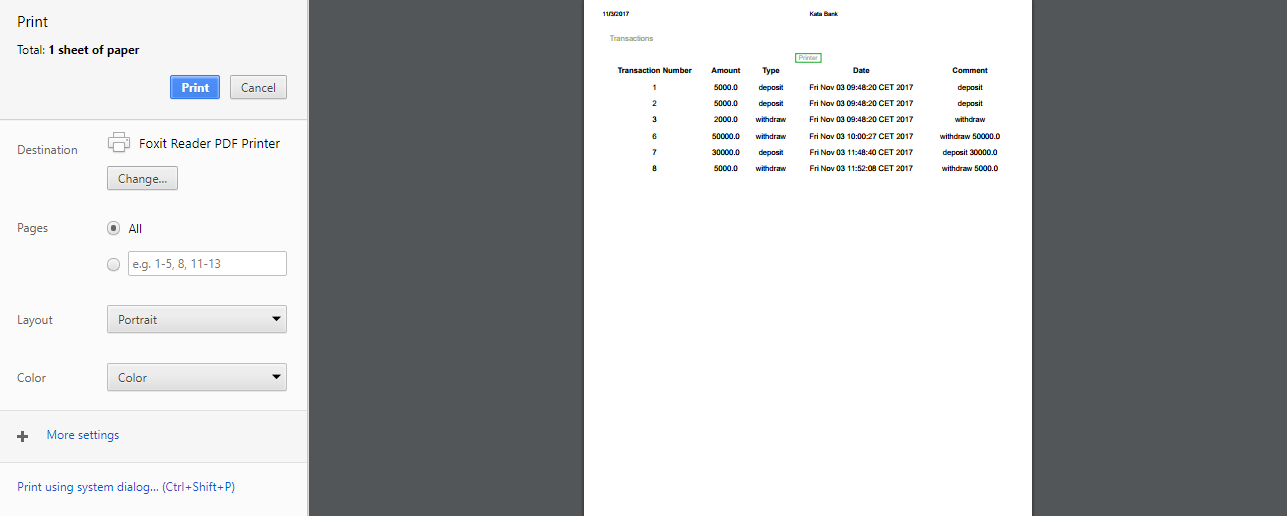 Print
Total: 1 sheet of paper
Print Cancel
Destination Foxit Reader PDF Printer
Change...
Pages All
e.g. 1-5, 8, 11-13
Layout Portrait
Color Color
More settings
Print using system dialog... (Ctrl+Shift+P)
11/3/2017 Kata Bank
Transactions
Printer
Transaction Number Amount Type Date Comment
1 5000.0 deposit Fri Nov 03 09:48:20 CET 2017 deposit
2 5000.0 deposit Fri Nov 03 09:48:20 CET 2017 deposit
3 2000.0 withdraw Fri Nov 03 09:48:20 CET 2017 withdraw
6 50000.0 withdraw Fri Nov 03 10:00:27 CET 2017 withdraw 50000.0
7 30000.0 deposit Fri Nov 03 11:48:40 CET 2017 deposit 30000.0
8 5000.0 withdraw Fri Nov 03 11:52:08 CET 2017 withdraw 5000.0